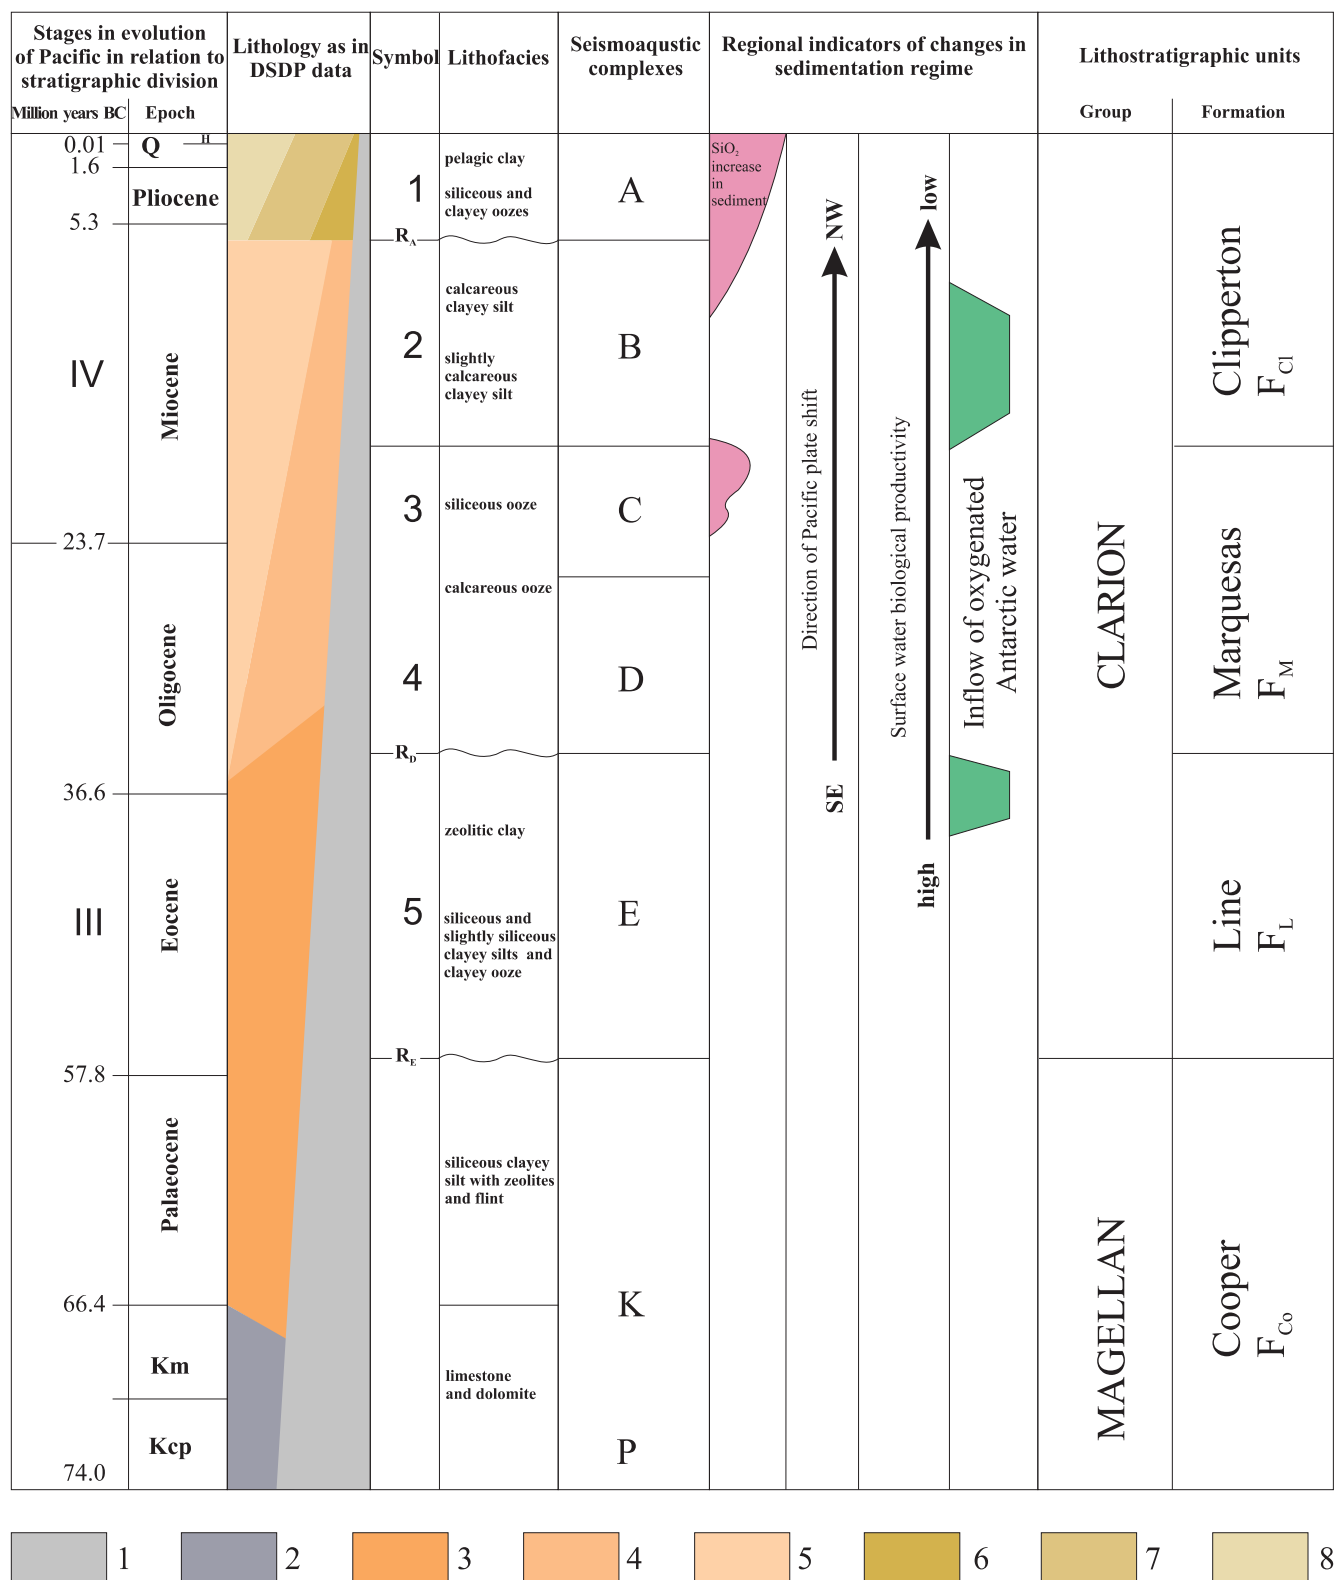 Stages in evolution
of Pacific in relation to
stratigraphic division
Lithology as in
DSDP data
Symbol
Lithofacies
Seismoaqustic
complexes
Regional indicators of changes in
sedimentation regime
Lithostratigraphic units
Million years BC
Epoch
Group
Formation
0.01
Q
H
1.6
Pliocene
5.3
IV
Miocene
23.7
Oligocene
36.6
III
Eocene
57.8
Palaeocene
66.4
Km
Kcp
74.0
1
R_A
2
3
4
R_D
5
R_E
pelagic clay
siliceous and
clayey oozes
calcareous
clayey silt
slightly
calcareous
clayey silt
siliceous ooze
calcareous ooze
zeolitic clay
siliceous and
slightly siliceous
clayey silts and
clayey ooze
siliceous clayey
silt with zeolites
and flint
limestone
and dolomite
A
B
C
D
E
K
P
SiO₂
increase
in
sediment
NW
Direction of Pacific plate shift
SE
low
Surface water biological productivity
high
Inflow of oxygenated
Antarctic water
CLARION
MAGELLAN
Clipperton
F_Cl
Marquesas
F_M
Line
F_L
Cooper
F_Co
1
2
3
4
5
6
7
8